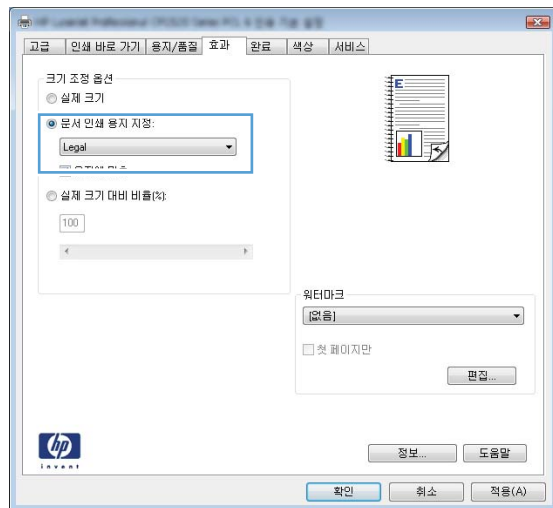 고급 인쇄 바로 가기 용지/품질 효과 완료 색상 서비스
크기 조정 옵션
실제 크기
문서 인쇄 용지 지정:
Legal
실제 크기 대비 비율(%):
100
E
워터마크
[없음]
첫 페이지만
편집...
hp
invent
정보... 도움말
확인 취소 적용(A)